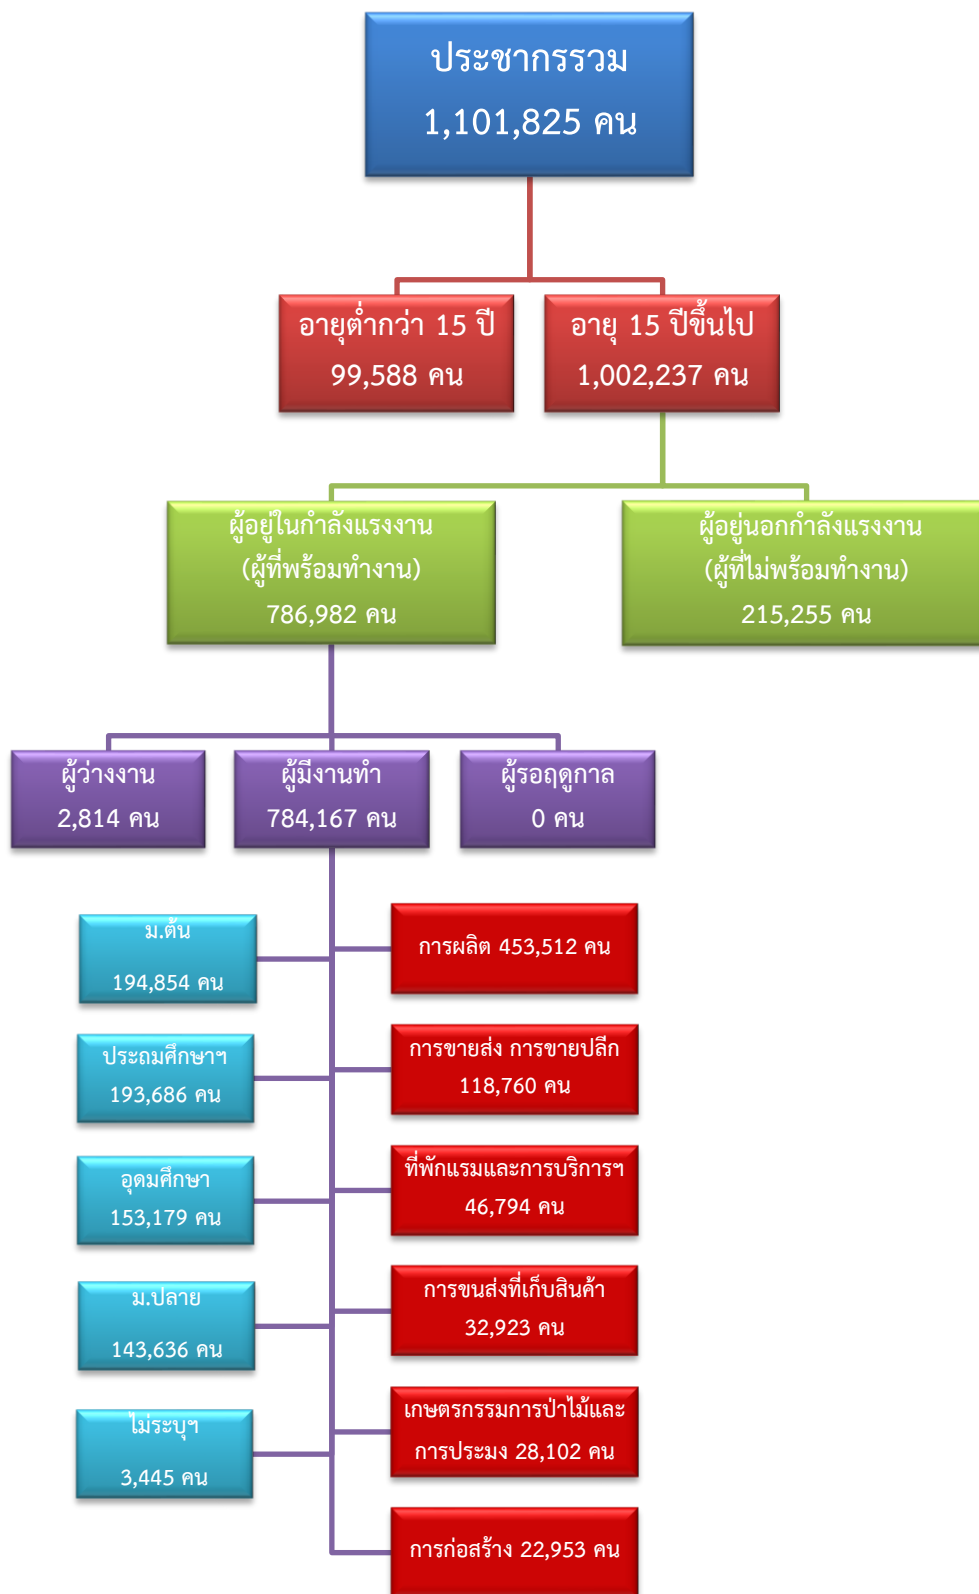 ประชากรรวม
1,101,825 คน
อายุต่ำกว่า 15 ปี
99,588 คน
อายุ 15 ปีขึ้นไป
1,002,237 คน
ผู้อยู่ในกำลังแรงงาน
(ผู้ที่พร้อมทำงาน)
786,982 คน
ผู้อยู่นอกกำลังแรงงาน
(ผู้ที่ไม่พร้อมทำงาน)
215,255 คน
ผู้ว่างงาน
2,814 คน
ผู้มีงานทำ
784,167 คน
ผู้รอฤดูกาล
0 คน
ม.ต้น
194,854 คน
ประถมศึกษาฯ
193,686 คน
อุดมศึกษา
153,179 คน
ม.ปลาย
143,636 คน
ไม่ระบุฯ
3,445 คน
การผลิต 453,512 คน
การขายส่ง การขายปลีก
118,760 คน
ที่พักแรมและการบริการฯ
46,794 คน
การขนส่งที่เก็บสินค้า
32,923 คน
เกษตรกรรมการป่าไม้และ
การประมง 28,102 คน
การก่อสร้าง 22,953 คน